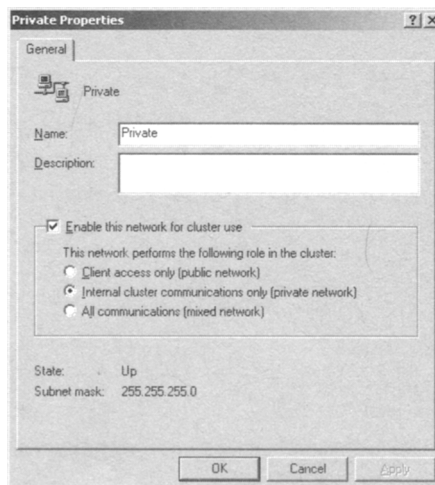 Private Properties
? X
General
Private
Name: Private
Description:
Enable this network for cluster use
This network performs the following role in the cluster:
Client access only (public network)
Internal cluster communications only (private network)
All communications (mixed network)
State: Up
Subnet mask: 255.255.255.0
OK Cancel Apply